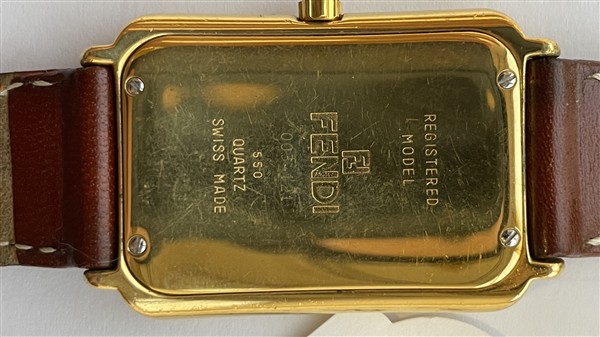 REGISTERED
MODEL
FENDI
550
QUARTZ
SWISS MADE